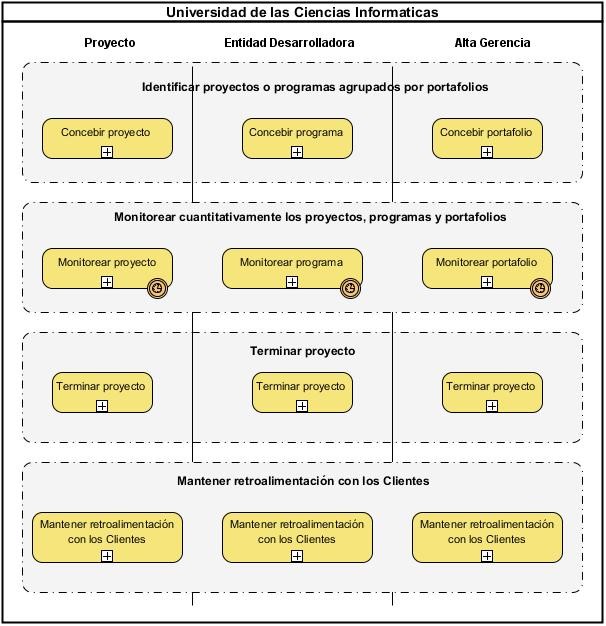 Universidad de las Ciencias Informaticas
Proyecto
Entidad Desarrolladora
Alta Gerencia
Identificar proyectos o programas agrupados por portafolios
Concebir proyecto
Concebir programa
Concebir portafolio
Monitorear cuantitativamente los proyectos, programas y portafolios
Monitorear proyecto
Monitorear programa
Monitorear portafolio
Terminar proyecto
Terminar proyecto
Terminar proyecto
Terminar proyecto
Mantener retroalimentación con los Clientes
Mantener retroalimentación
con los Clientes
Mantener retroalimentación
con los Clientes
Mantener retroalimentación
con los Clientes